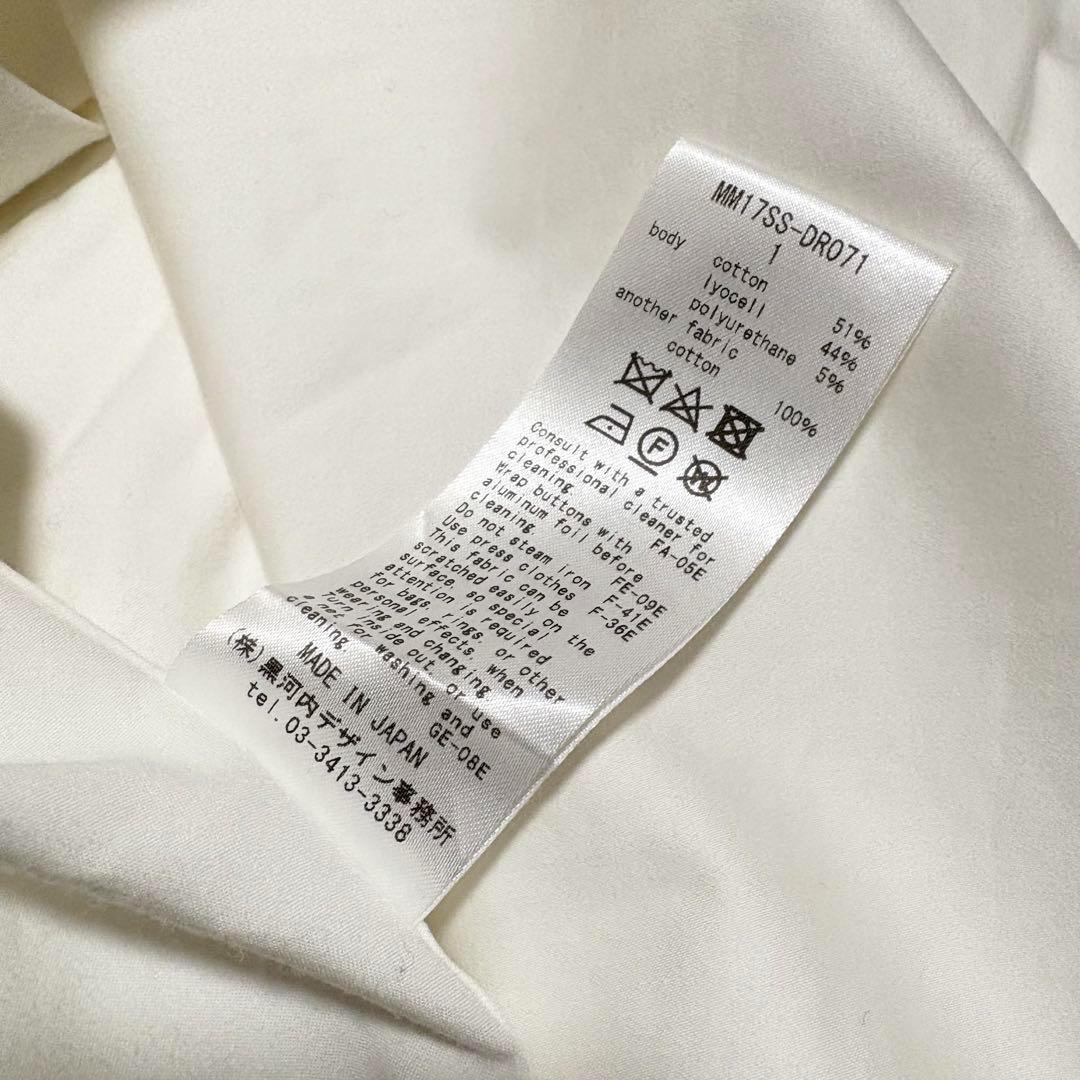 MM17SS-DR071
1
body
cotton 51%
lyocell 44%
polyurethane 5%
another fabric
cotton 100%
F
W
Consult with a trusted
professional cleaner for
cleaning. FA-05E
Wrap buttons with
aluminum foil before
cleaning. FE-09E
Do not steam iron F-41E
Use press clothes F-36E
This fabric can be
scratched easily on the
surface, so special
attention is required
for bags, rings, or other
personal effects, when
wearing and changing
Turn inside out, or use
a net for washing and
cleaning GE-08E
MADE IN JAPAN
(株)黒河内デザイン事務所
tel.03-3413-3338